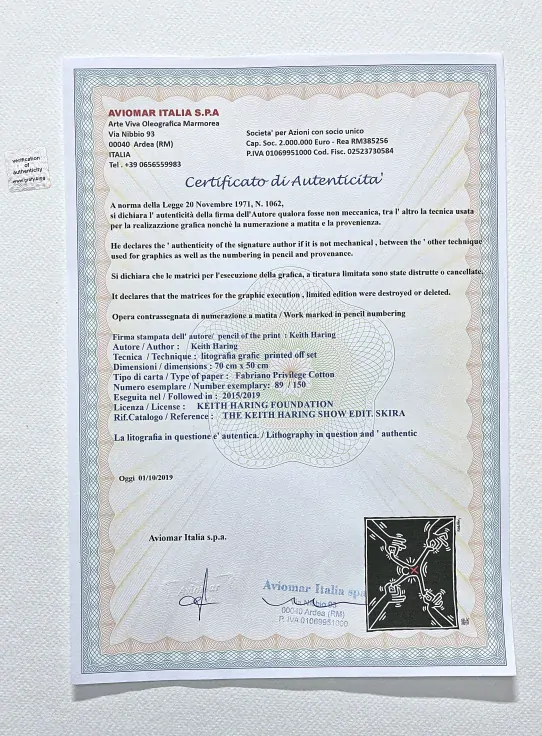 AVIOMAR ITALIA S.P.A
Arte Viva Oleografica Marmorea
Via Nibbio 93
00040 Ardea (RM)
ITALIA
Tel . +39 0656559983
Societa' per Azioni con socio unico
Cap. Soc. 2.000.000 Euro - Rea RM385256
P.IVA 01069951000 Cod. Fisc. 02523730584
verification
of
authenticity
Certificato di Autenticita'
A norma della Legge 20 Novembre 1971, N. 1062,
si dichiara l' autenticità della firma dell'Autore qualora fosse non meccanica, tra l' altro la tecnica usata
per la realizazzione grafica nonchè la numerazione a matita e la provenienza.
He declares the ' authenticity of the signature author if it is not mechanical , between the ' other technique
used for graphics as well as the numbering in pencil and provenance.
Si dichiara che le matrici per l'esecuzione della grafica, a tiratura limitata sono state distrutte o cancellate.
It declares that the matrices for the graphic execution , limited edition were destroyed or deleted.
Opera contrassegnata di numerazione a matita / Work marked in pencil numbering
Firma stampata dell' autore/ pencil of the print : Keith Haring
Autore / Author : Keith Haring
Tecnica / Technique : litografia grafic printed off set
Dimensioni / dimensions : 70 cm x 50 cm
Tipo di carta / Type of paper : Fabriano Privilege Cotton
Numero esemplare / Number exemplary: 89 / 150
Eseguita nel / Followed in : 2015/2019
Licenza / License : KEITH HARING FOUNDATION
Rif.Catalogo / Reference : THE KEITH HARING SHOW EDIT. SKIRA
La litografia in questione e' autentica. / Lithography in question and ' authentic
Oggi 01/10/2019
Aviomar Italia s.p.a.
Aviomar Italia spa
Via Nibbio 93
00040 Ardea (RM)
P. IVA 01069951000